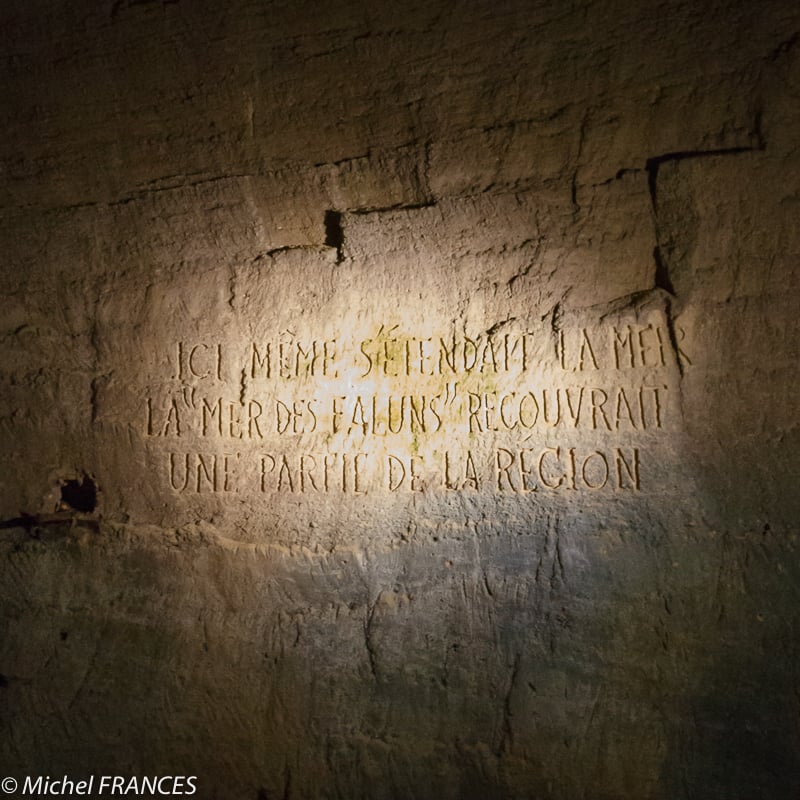 ICI MÊME S'ÉTENDAIT LA MER
LA "MER DES FALUNS" RECOUVRAIT
UNE PARTIE DE LA RÉGION
© Michel FRANCES